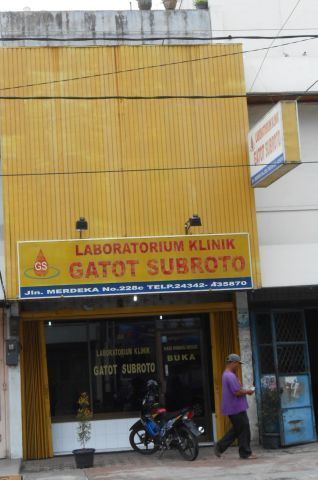 LABORATORIUM KLINIK
GATOT SUBROTO
GS
LABORATORIUM KLINIK
GATOT SUBROTO
Jln. MERDEKA No.228c TELP.24342- 435870
LABORATORIUM KLINIK
GATOT SUBROTO
BUKA